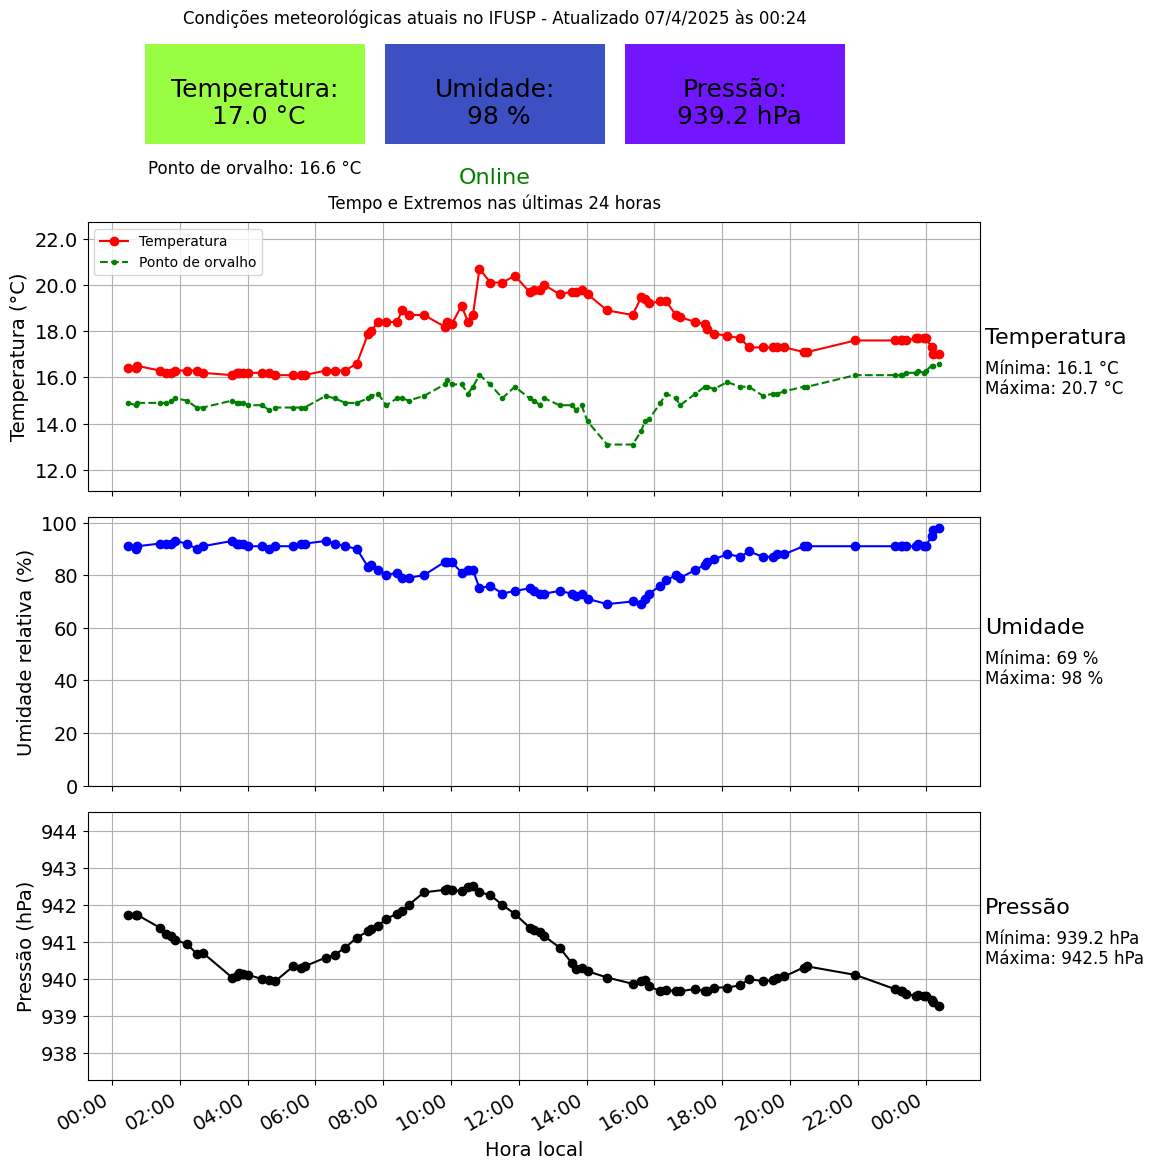 Condições meteorológicas atuais no IFUSP - Atualizado 07/4/2025 às 00:24
Temperatura:
17.0 °C
Umidade:
98 %
Pressão:
939.2 hPa
Ponto de orvalho: 16.6 °C
Online
Tempo e Extremos nas últimas 24 horas
Temperatura
Ponto de orvalho
Temperatura (°C)
22.0
20.0
18.0
16.0
14.0
12.0
Temperatura
Mínima: 16.1 °C
Máxima: 20.7 °C
Umidade relativa (%)
100
80
60
40
20
0
Umidade
Mínima: 69 %
Máxima: 98 %
Pressão (hPa)
944
943
942
941
940
939
938
Pressão
Mínima: 939.2 hPa
Máxima: 942.5 hPa
00:00 02:00 04:00 06:00 08:00 10:00 12:00 14:00 16:00 18:00 20:00 22:00 00:00
Hora local